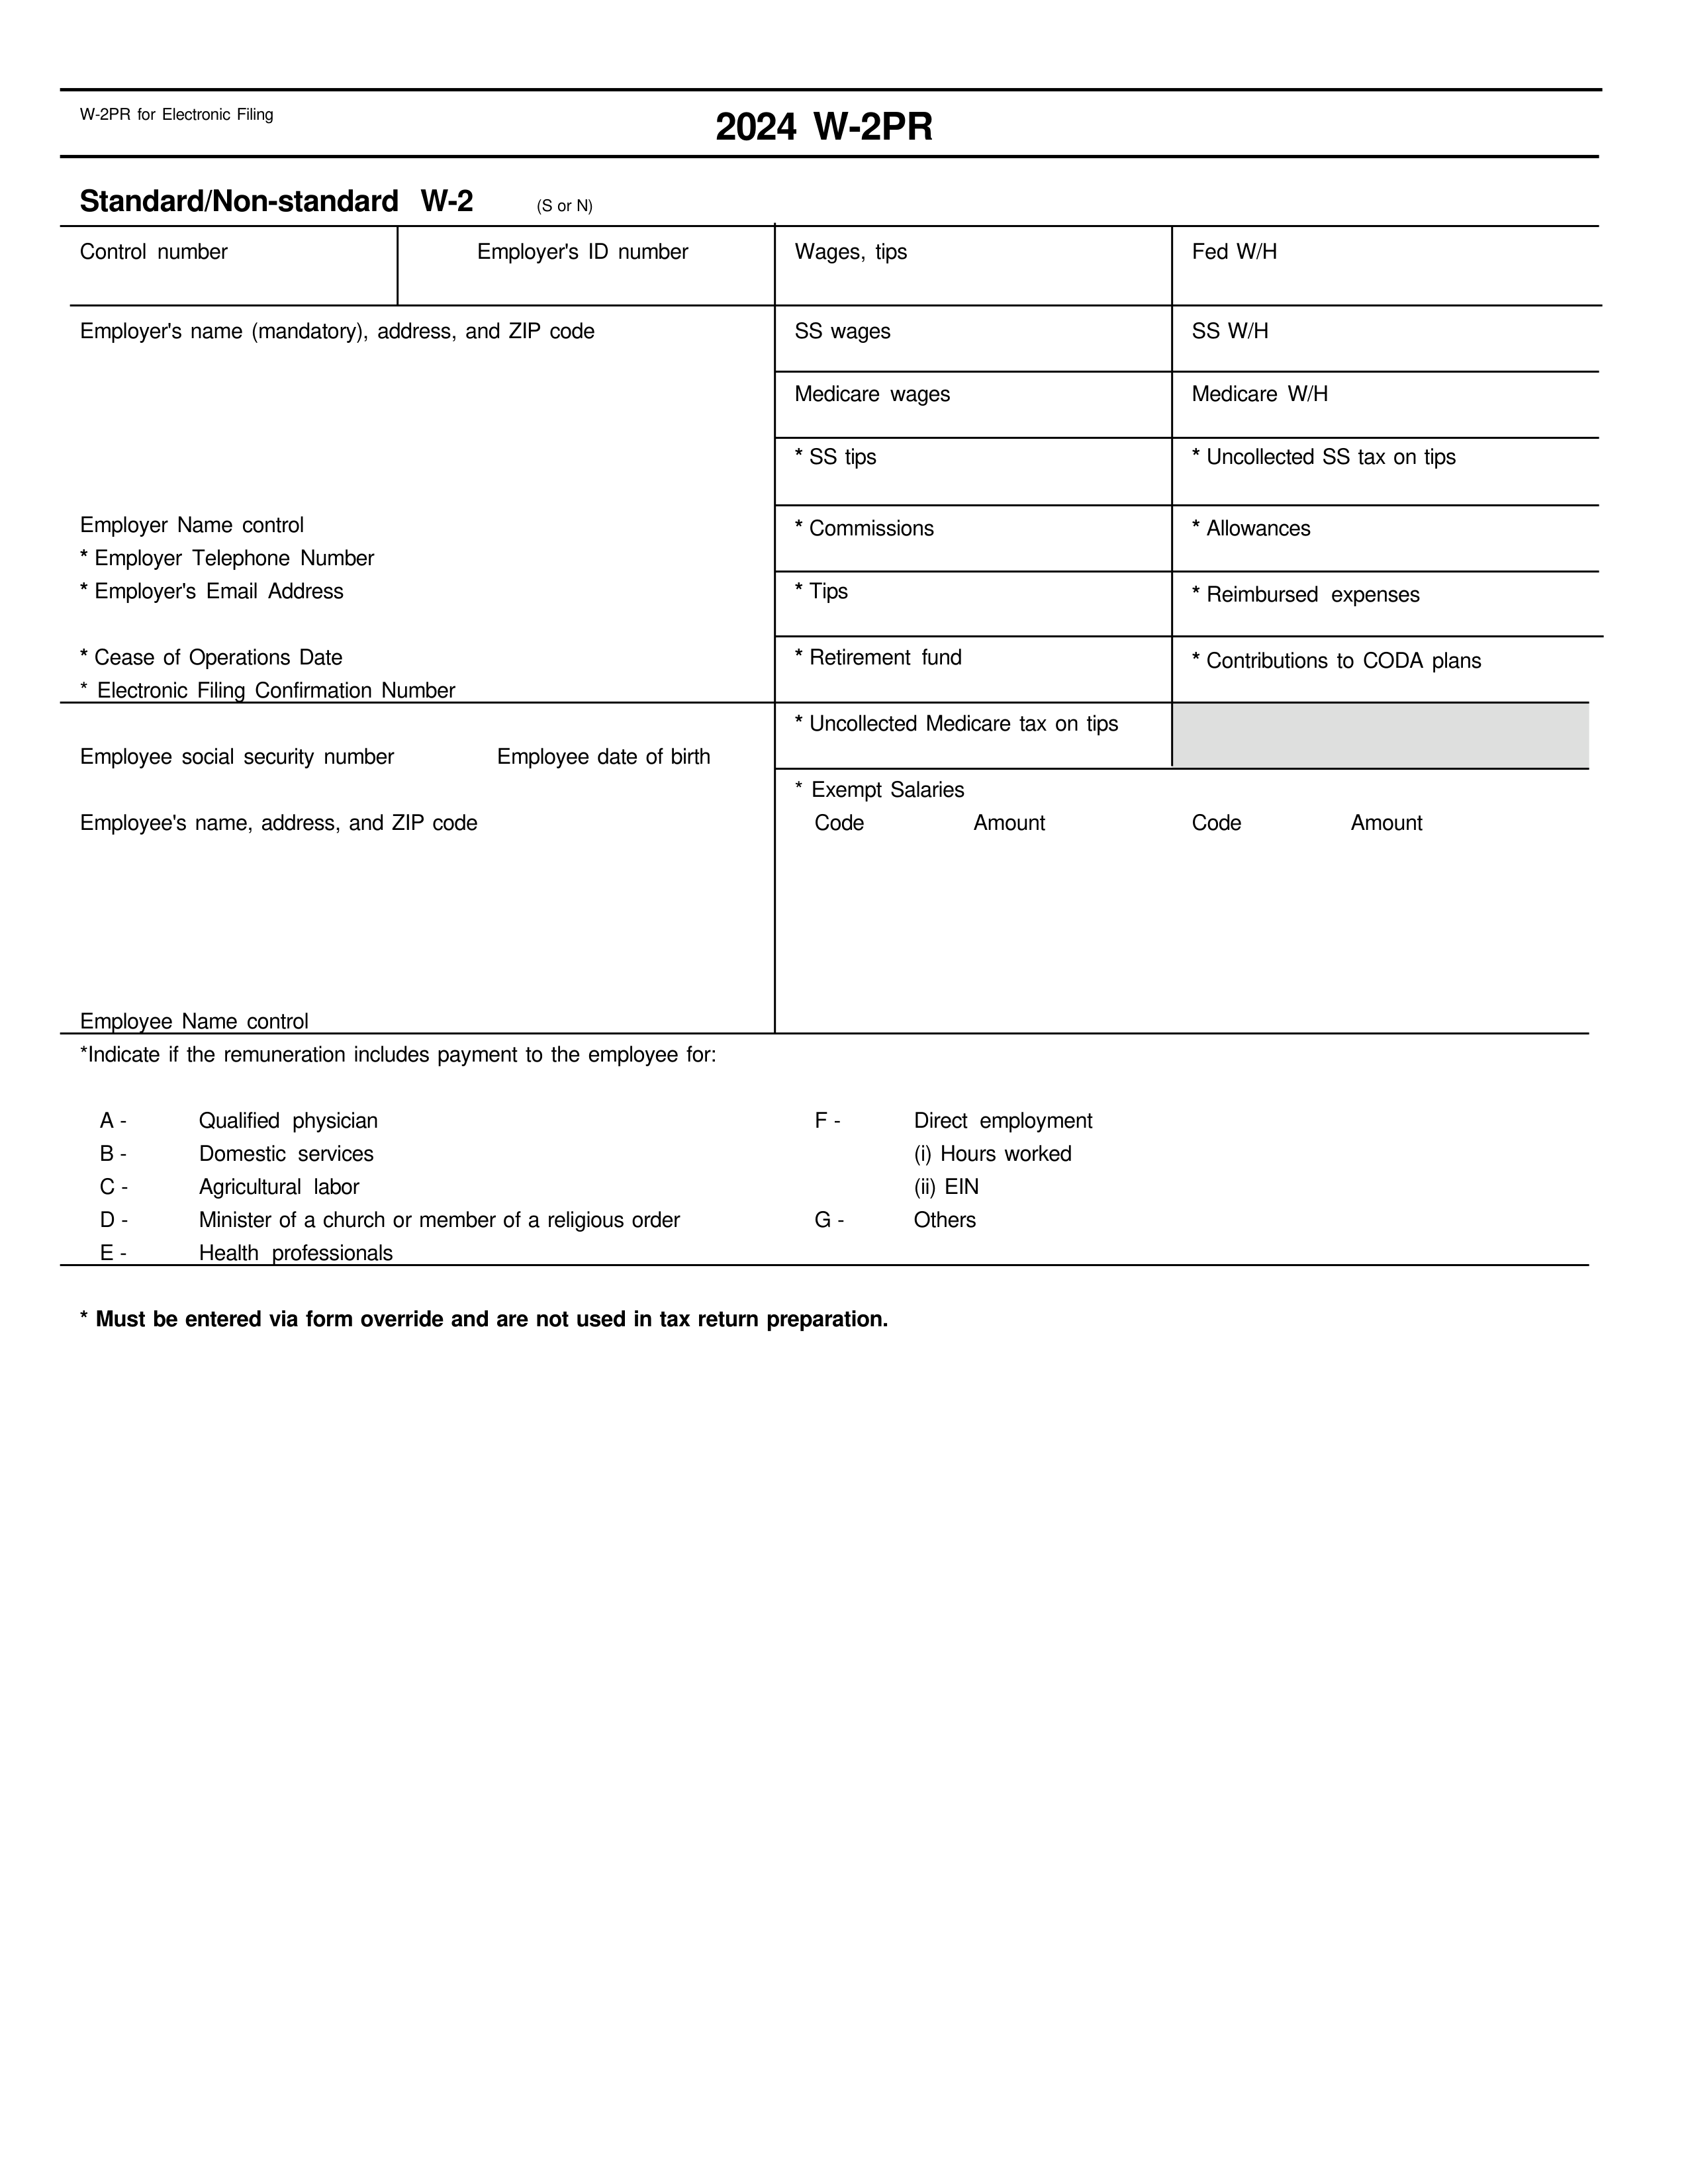 W-2PR for Electronic Filing
2024 W-2PR
Standard/Non-standard W-2 (S or N)
Control number
Employer's ID number
Wages, tips
Fed W/H
Employer's name (mandatory), address, and ZIP code
SS wages
SS W/H
Medicare wages
Medicare W/H
* SS tips
* Uncollected SS tax on tips
Employer Name control
* Commissions
* Allowances
* Employer Telephone Number
* Employer's Email Address
* Tips
* Reimbursed expenses
* Cease of Operations Date
* Retirement fund
* Contributions to CODA plans
* Electronic Filing Confirmation Number
* Uncollected Medicare tax on tips
Employee social security number
Employee date of birth
* Exempt Salaries
Employee's name, address, and ZIP code
Code Amount Code Amount
Employee Name control
*Indicate if the remuneration includes payment to the employee for:
A - Qualified physician
B - Domestic services
C - Agricultural labor
D - Minister of a church or member of a religious order
E - Health professionals
F - Direct employment
(i) Hours worked
(ii) EIN
G - Others
* Must be entered via form override and are not used in tax return preparation.